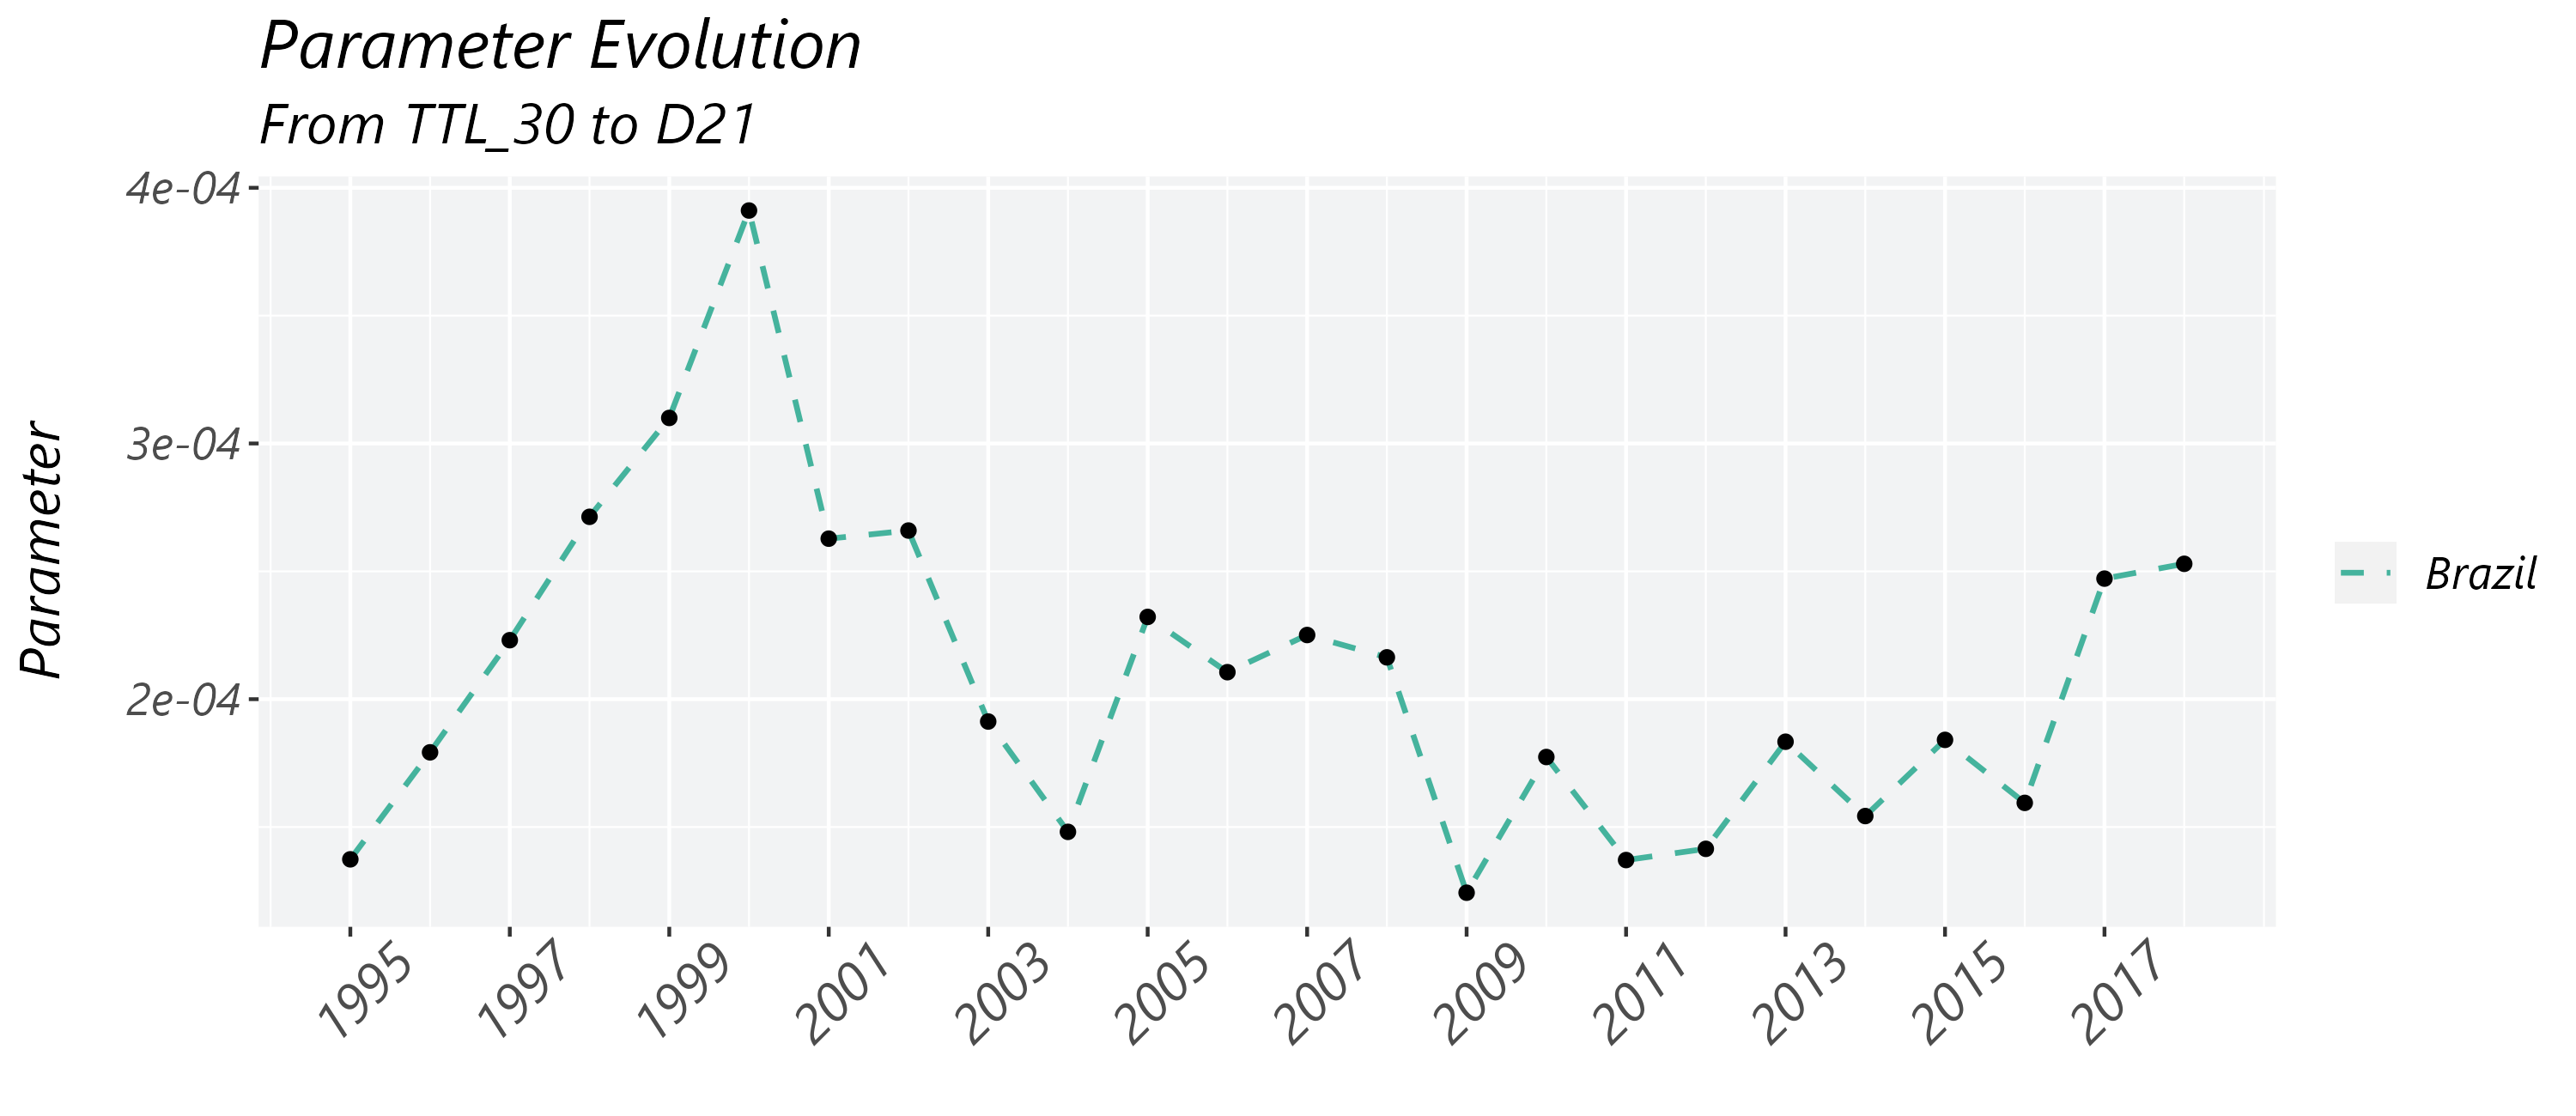 Parameter Evolution
From TTL_30 to D21
4e-04
3e-04
2e-04
Parameter
Brazil
1995
1997
1999
2001
2003
2005
2007
2009
2011
2013
2015
2017